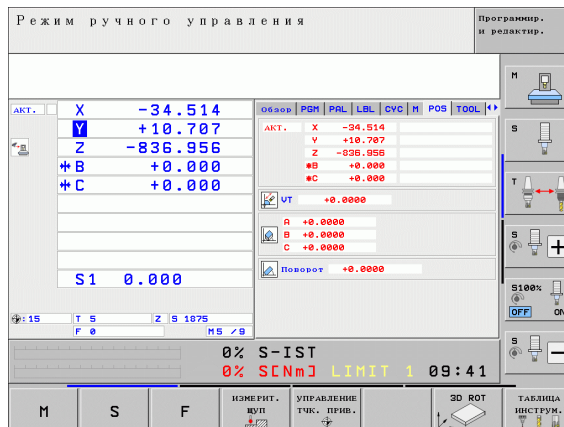 Режим ручного управления
Программир.
и редактир.
АКТ.
X -34.514
Y +10.707
Z -836.956
B +0.000
C +0.000
S1 0.000
:15 T 5 Z S 1875
F 0 M5 /9
Обзор PGM PAL LBL CYC M POS TOOL
АКТ. X -34.514
Y +10.707
Z -836.956
*B +0.000
*C +0.000
VT +0.0000
A +0.0000
B +0.0000
C +0.0000
Поворот +0.0000
M
S
T
S
S100%
OFF ON
S
0% S-IST
0% S[Nm] LIMIT 1 09:41
M
S
F
ИЗМЕРИТ.
ЩУП
УПРАВЛЕНИЕ
ТЧК. ПРИВ.
3D ROT
ТАБЛИЦА
ИНСТРУМ.